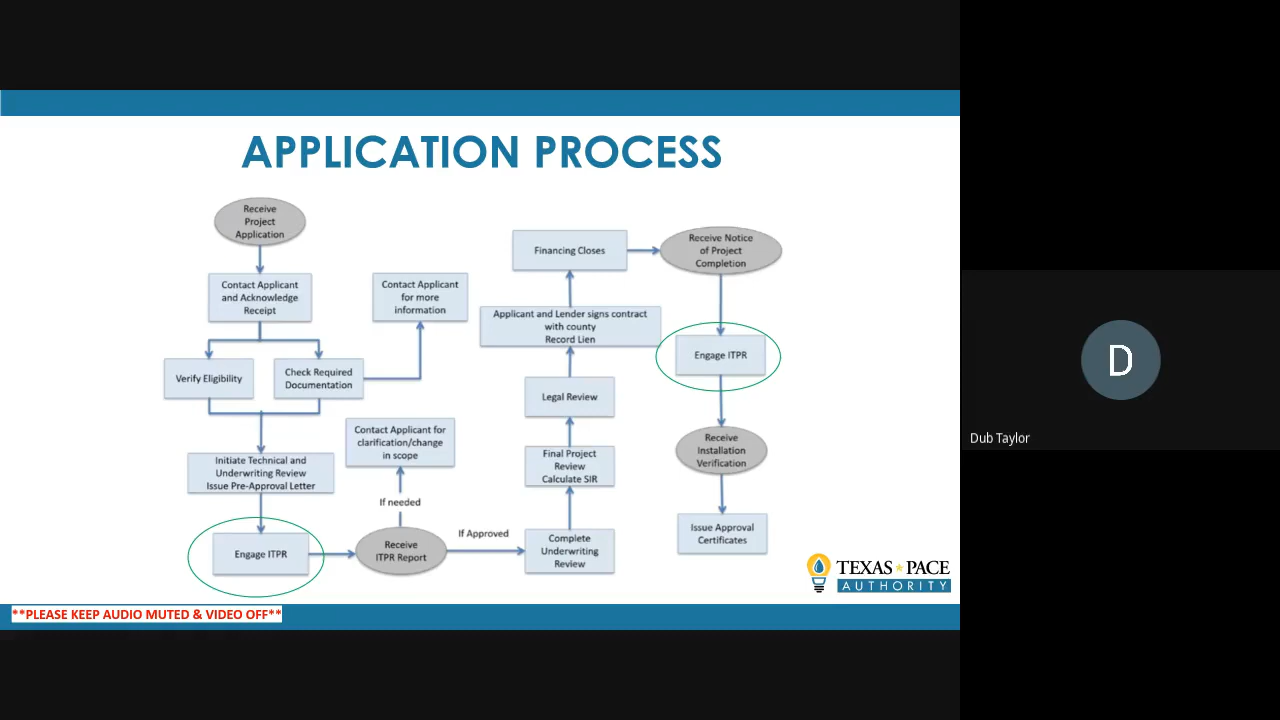 APPLICATION PROCESS
Receive
Project
Application
Contact Applicant
and Acknowledge
Receipt
Contact Applicant
for more
information
Verify Eligibility
Check Required
Documentation
Initiate Technical and
Underwriting Review
Issue Pre-Approval Letter
Contact Applicant for
clarification/change
in scope
If needed
Engage ITPR
Receive
ITPR Report
If Approved
Complete
Underwriting
Review
Final Project
Review
Calculate SIR
Legal Review
Applicant and Lender signs contract
with county
Record Lien
Financing Closes
Receive Notice
of Project
Completion
Engage ITPR
Receive
Installation
Verification
Issue Approval
Certificates
TEXAS PACE
AUTHORITY
**PLEASE KEEP AUDIO MUTED & VIDEO OFF**
D
Dub Taylor